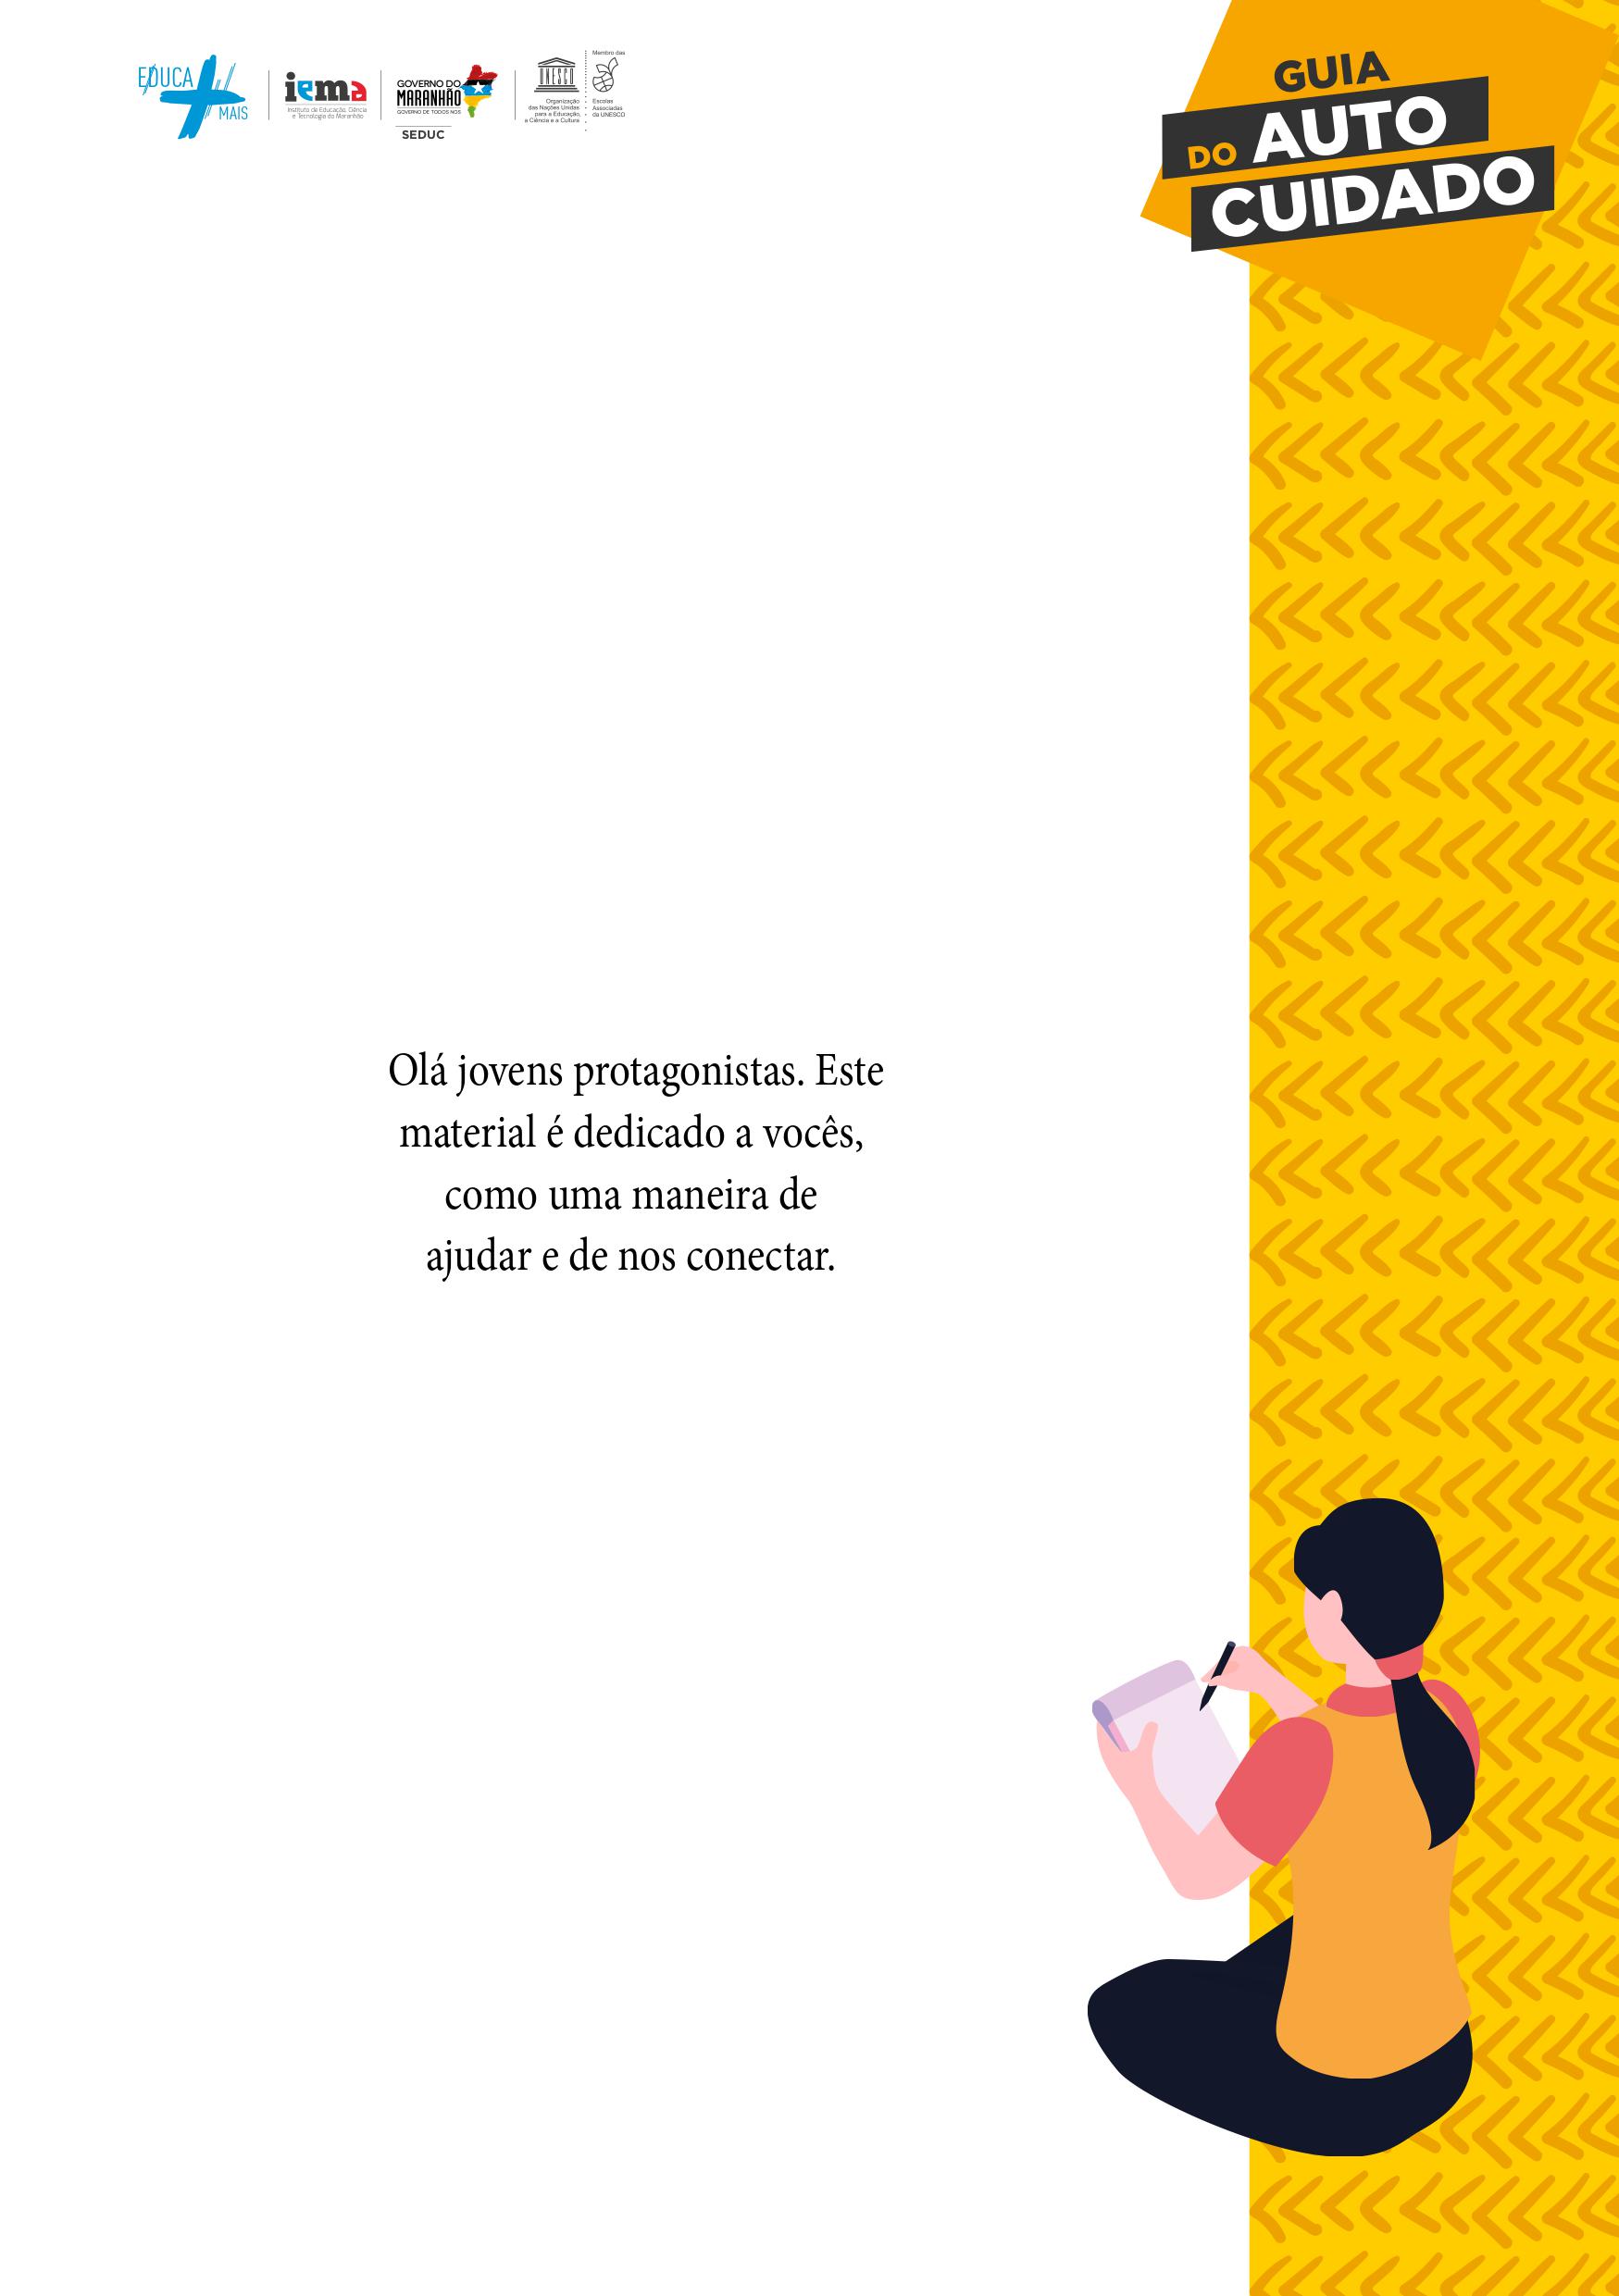 EDUCA
MAIS
iema
Instituto de Educação, Ciência
e Tecnologia do Maranhão
GOVERNO DO
MARANHÃO
GOVERNO DE TODOS NÓS
SEDUC
UNESCO
Organização
das Nações Unidas
para a Educação,
a Ciência e a Cultura
Membro das
Escolas
Associadas
da UNESCO
GUIA
DO AUTO
CUIDADO
Olá jovens protagonistas. Este
material é dedicado a vocês,
como uma maneira de
ajudar e de nos conectar.